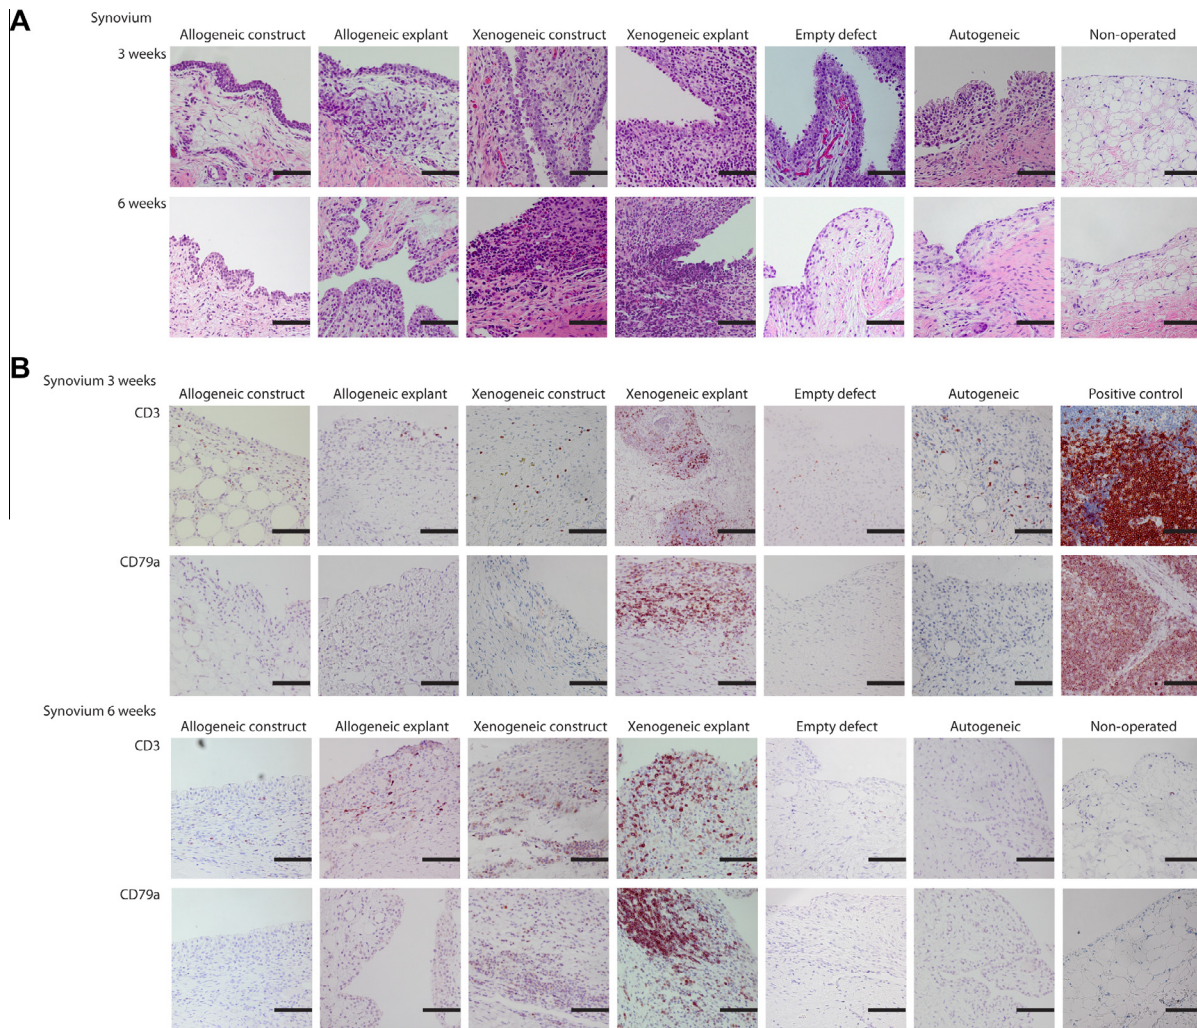 A
Synovium
Allogeneic construct Allogeneic explant Xenogeneic construct Xenogeneic explant Empty defect Autogeneic Non-operated
3 weeks
6 weeks
B
Synovium 3 weeks
Allogeneic construct Allogeneic explant Xenogeneic construct Xenogeneic explant Empty defect Autogeneic Positive control
CD3
CD79a
Synovium 6 weeks
Allogeneic construct Allogeneic explant Xenogeneic construct Xenogeneic explant Empty defect Autogeneic Non-operated
CD3
CD79a